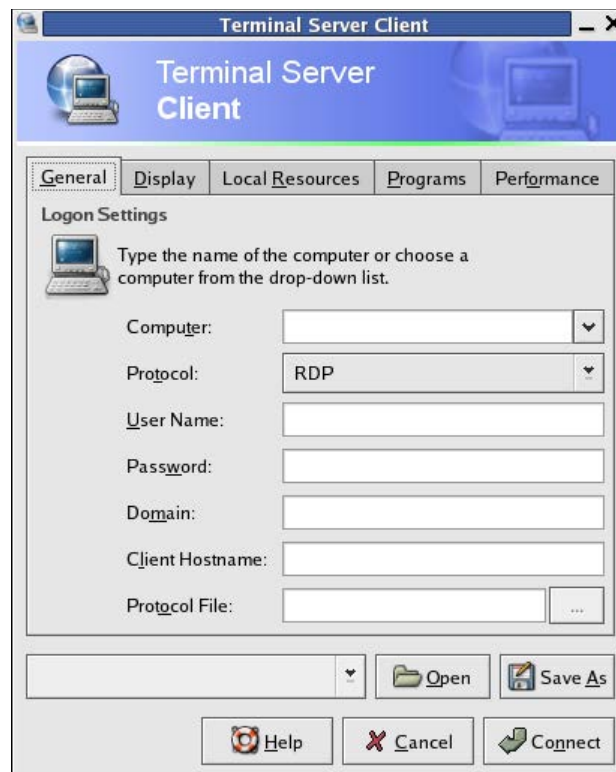 Terminal Server Client
Terminal Server
Client
General Display Local Resources Programs Performance
Logon Settings
Type the name of the computer or choose a
computer from the drop-down list.
Computer:
Protocol: RDP
User Name:
Password:
Domain:
Client Hostname:
Protocol File: ...
Open Save As
Help Cancel Connect